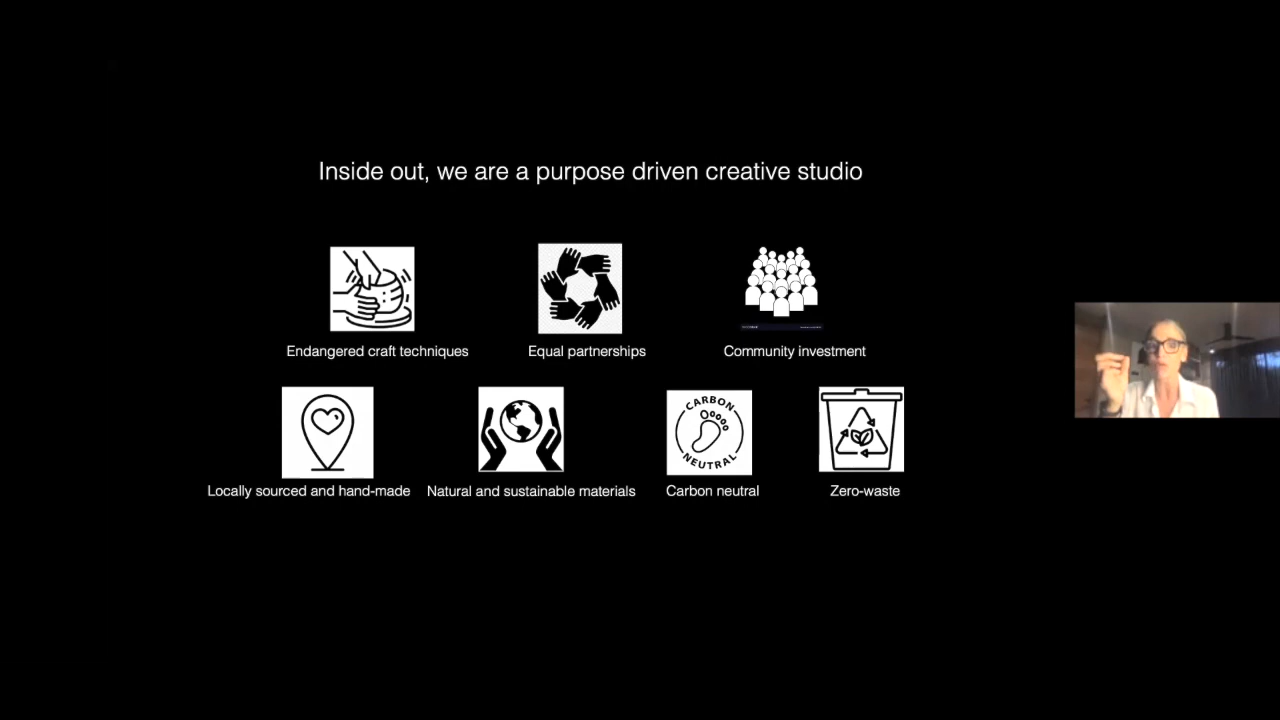 Inside out, we are a purpose driven creative studio
Endangered craft techniques
Equal partnerships
Community investment
CARBON
NEUTRAL
Locally sourced and hand-made
Natural and sustainable materials
Carbon neutral
Zero-waste